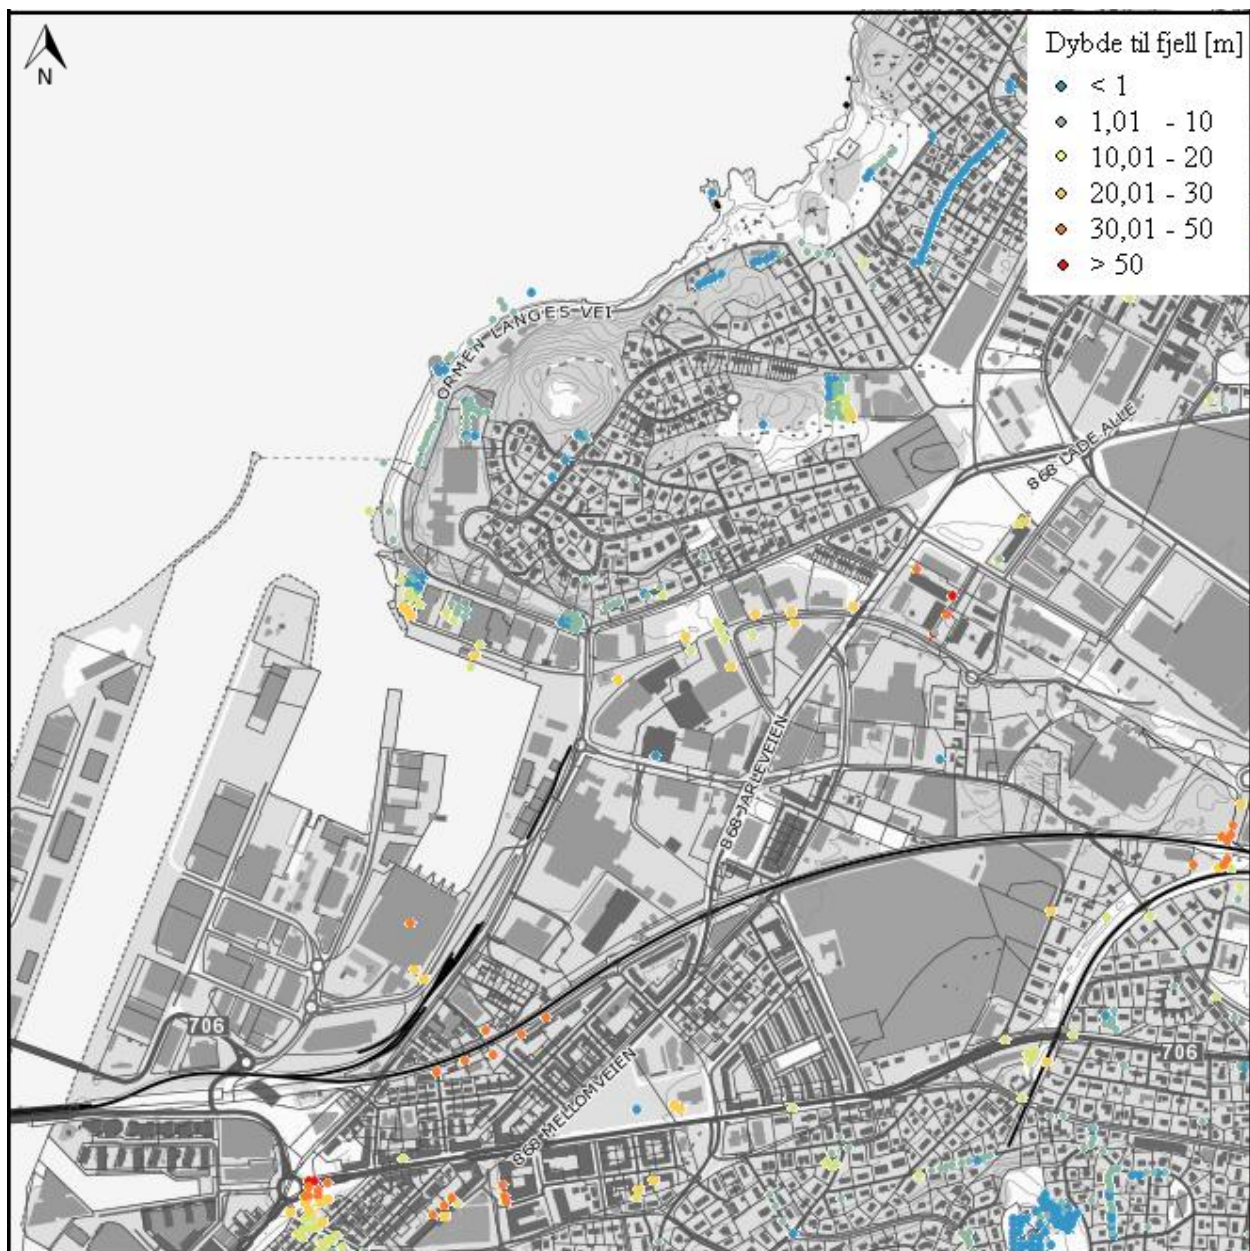 N
Dybde til fjell [m]
< 1
1,01 - 10
10,01 - 20
20,01 - 30
30,01 - 50
> 50
ORMEN LANGES VEI
868 LADE ALLE
868 JARLEVEIEN
706
706
868 MELLOMVEIEN